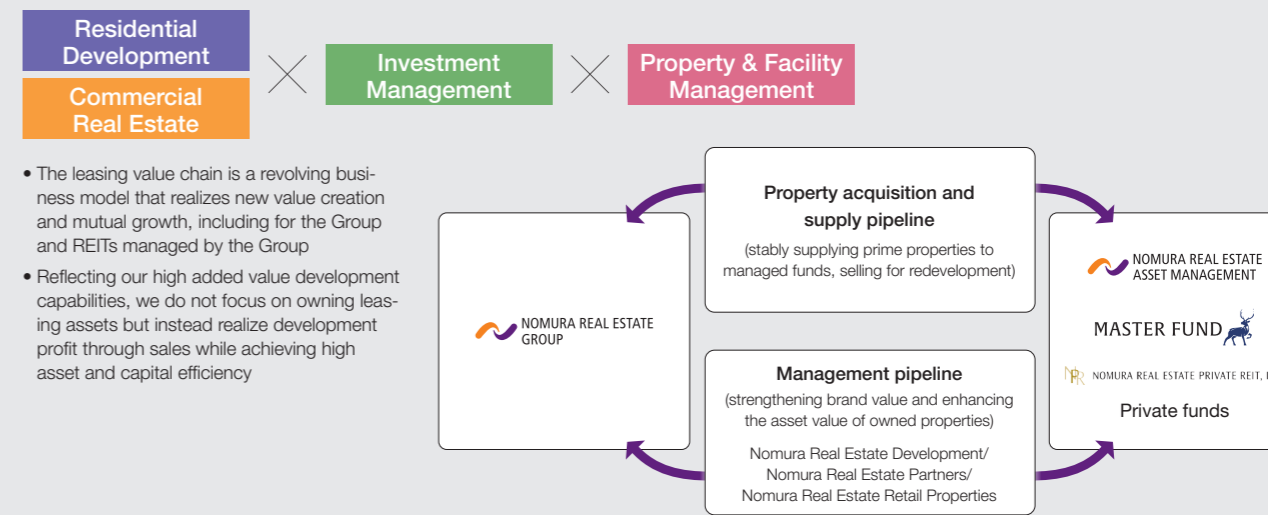 Residential
Development
Commercial
Real Estate
Investment
Management
Property & Facility
Management
• The leasing value chain is a revolving busi-
ness model that realizes new value creation
and mutual growth, including for the Group
and REITs managed by the Group
• Reflecting our high added value development
capabilities, we do not focus on owning leas-
ing assets but instead realize development
profit through sales while achieving high
asset and capital efficiency
NOMURA REAL ESTATE
GROUP
Property acquisition and
supply pipeline
(stably supplying prime properties to
managed funds, selling for redevelopment)
Management pipeline
(strengthening brand value and enhancing
the asset value of owned properties)
Nomura Real Estate Development/
Nomura Real Estate Partners/
Nomura Real Estate Retail Properties
NOMURA REAL ESTATE
ASSET MANAGEMENT
MASTER FUND
NPR NOMURA REAL ESTATE PRIVATE REIT,
Private funds